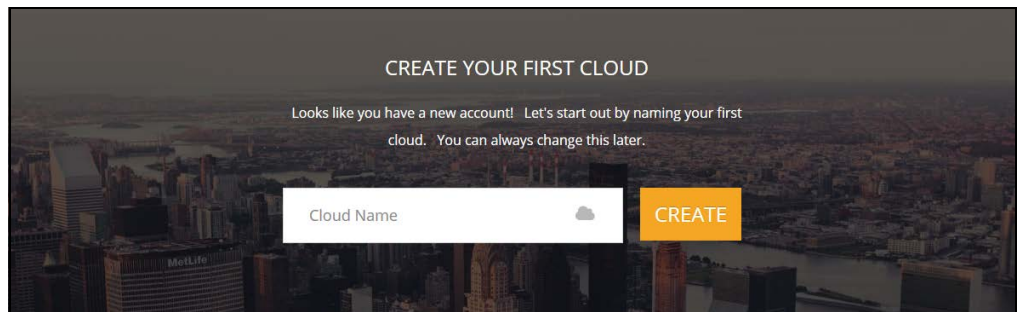 CREATE YOUR FIRST CLOUD
Looks like you have a new account!   Let's start out by naming your first
cloud.   You can always change this later.
Cloud Name
CREATE
MetLife